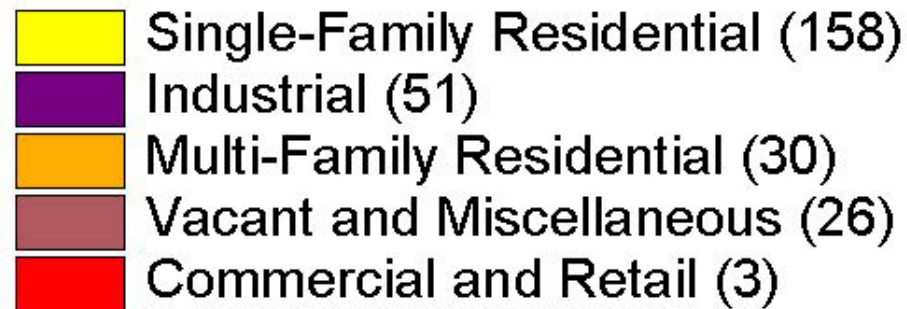 Single-Family Residential (158)
Industrial (51)
Multi-Family Residential (30)
Vacant and Miscellaneous (26)
Commercial and Retail (3)